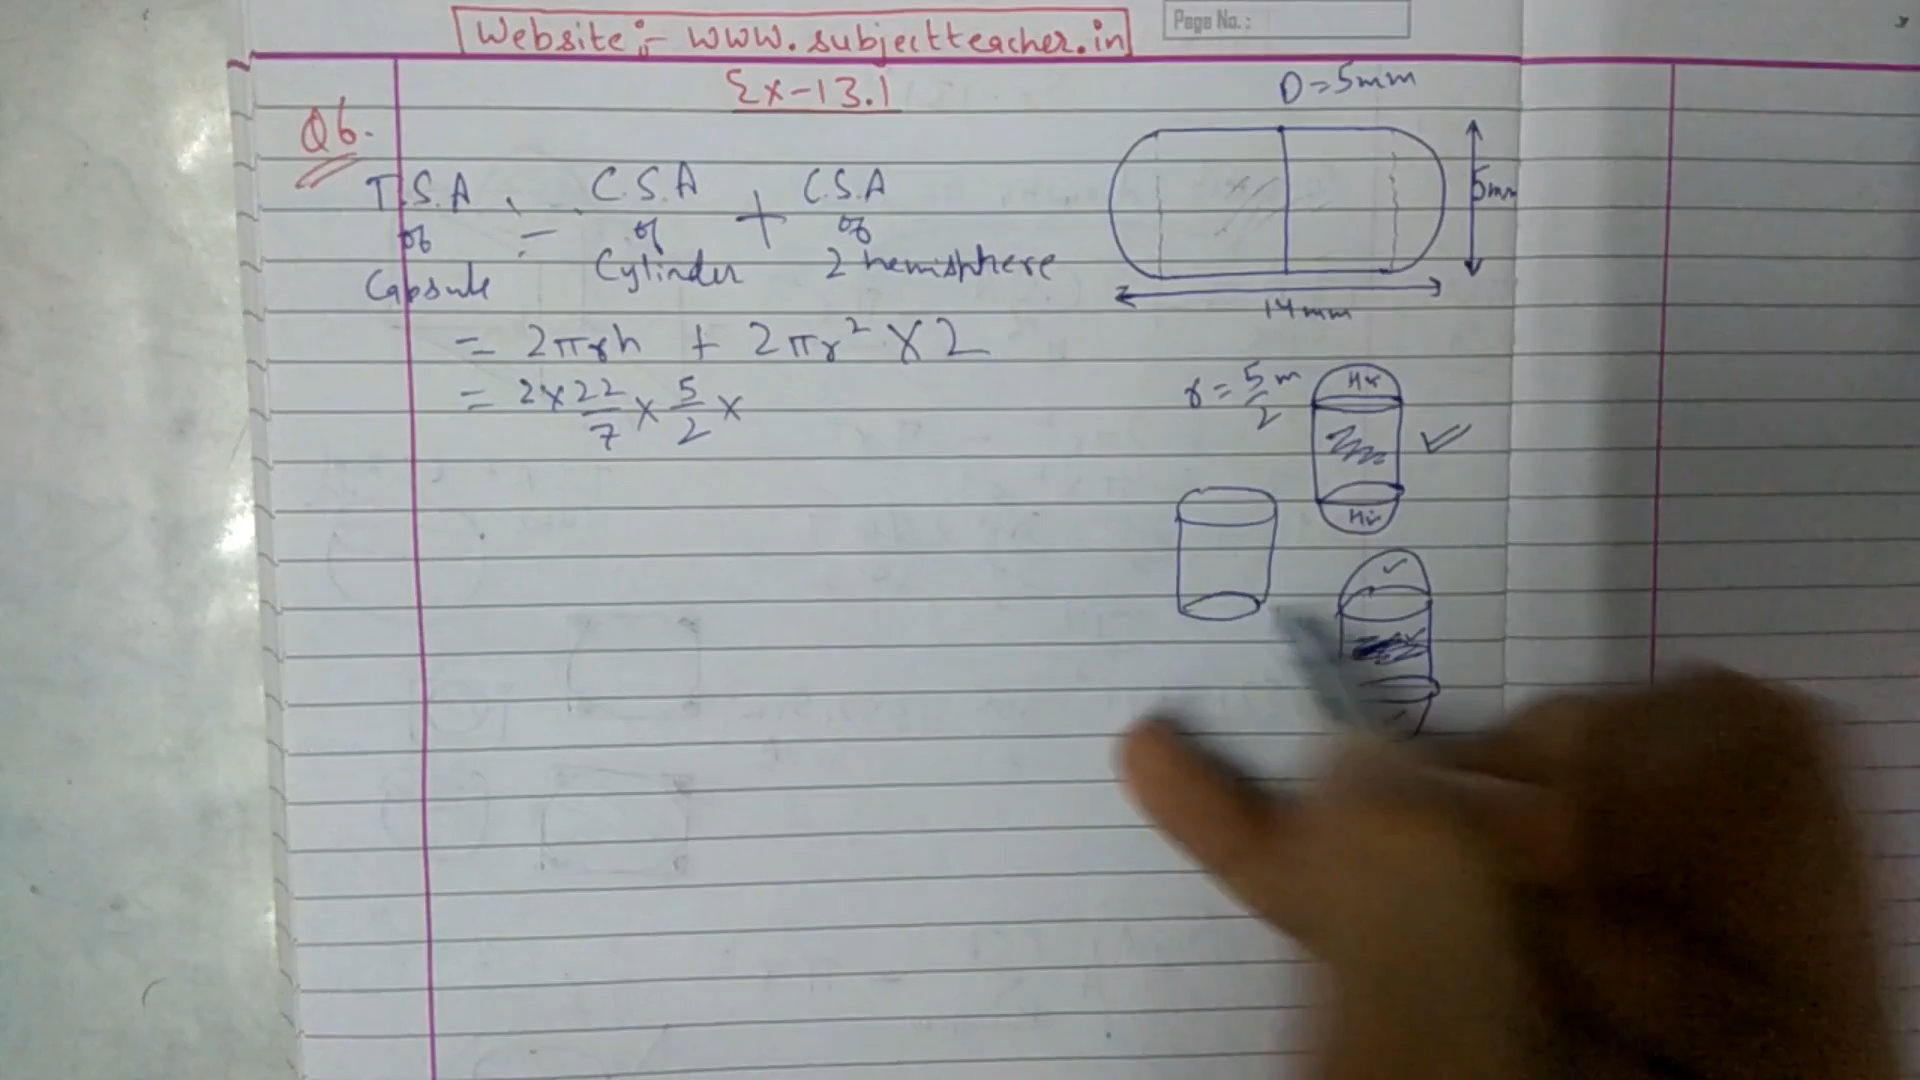 Website:- www.subjectteacher.in
Page No.:
Ex-13.1
D=5mm
Q6.
T.S.A of Capsule = C.S.A of Cylinder + C.S.A of 2 hemisphere
5mm
14mm
= 2πrh + 2πr² × 2
= 2×22/7 × 5/2 ×
r = 5/2 m